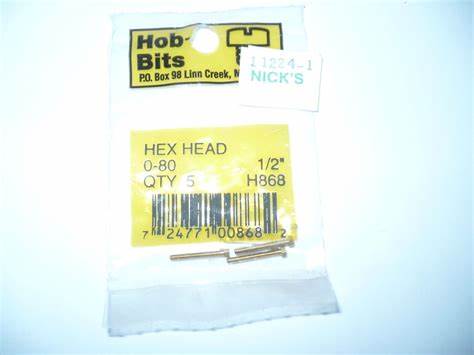 Hob
Bits
P.O. Box 98 Linn Creek, M
11224-1
NICK'S
HEX HEAD
0-80 1/2"
QTY 5 H868
7 24771 00868 2